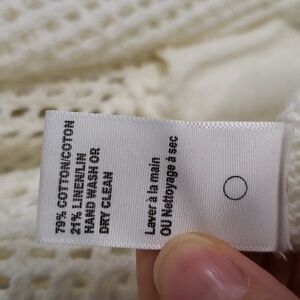 79% COTTON/COTON
21% LINEN/LIN
HAND WASH OR
DRY CLEAN
Laver à la main
OU Nettoyage à sec